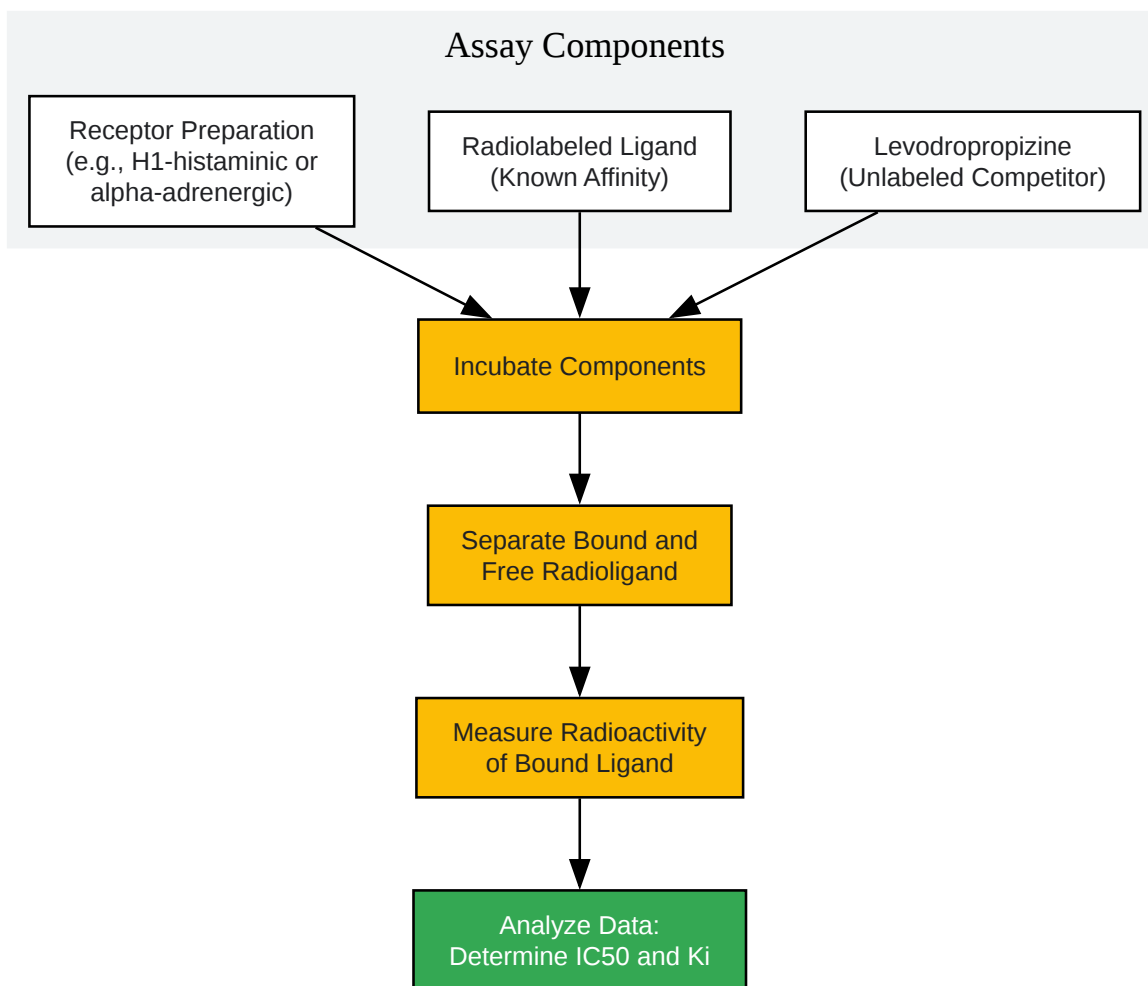 Assay Components
Receptor Preparation
(e.g., H1-histaminic or
alpha-adrenergic)
Radiolabeled Ligand
(Known Affinity)
Levodropropizine
(Unlabeled Competitor)
Incubate Components
Separate Bound and
Free Radioligand
Measure Radioactivity
of Bound Ligand
Analyze Data:
Determine IC50 and Ki